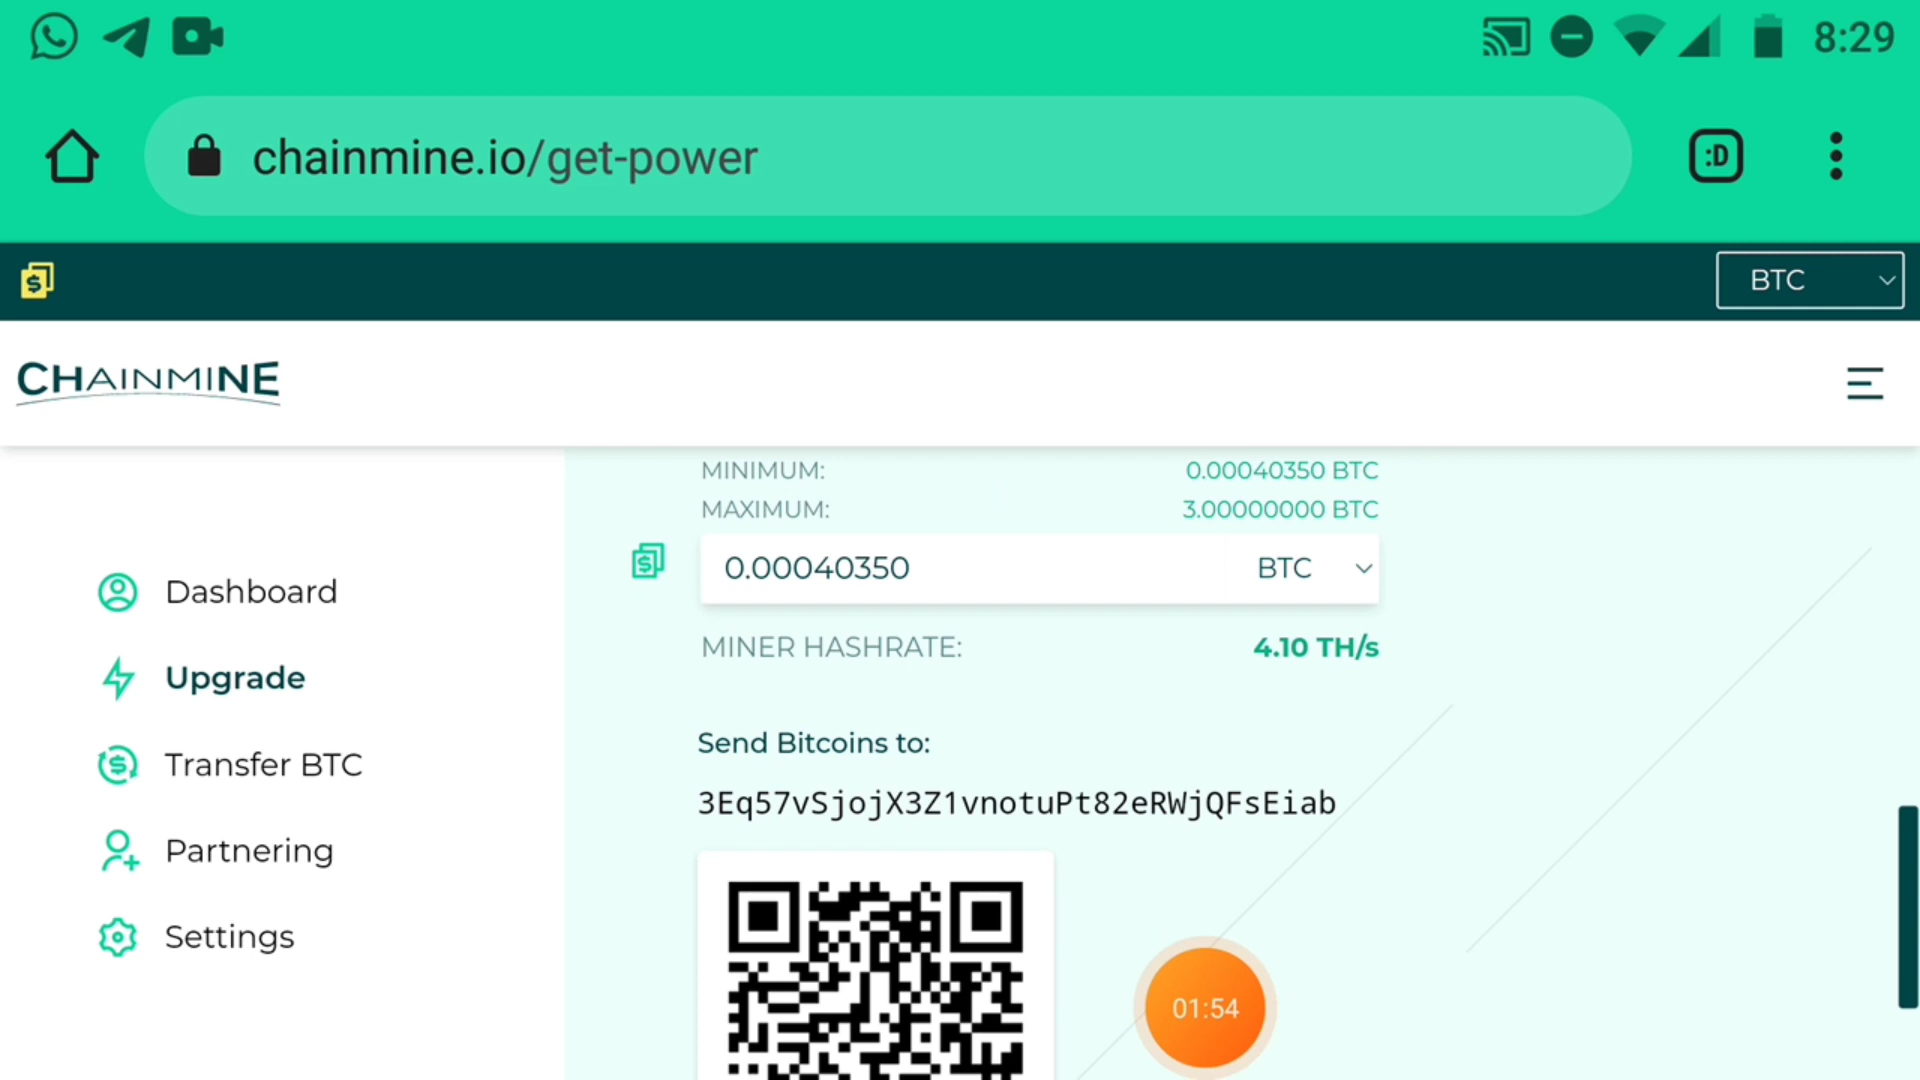 8:29
chainmine.io/get-power
:D
BTC
CHAINMINE
MINIMUM: 0.00040350 BTC
MAXIMUM: 3.00000000 BTC
0.00040350 BTC
MINER HASHRATE: 4.10 TH/s
Dashboard
Upgrade
Transfer BTC
Partnering
Settings
Send Bitcoins to:
3Eq57vSjojX3Z1vnotuPt82eRWjQFsEiab
01:54